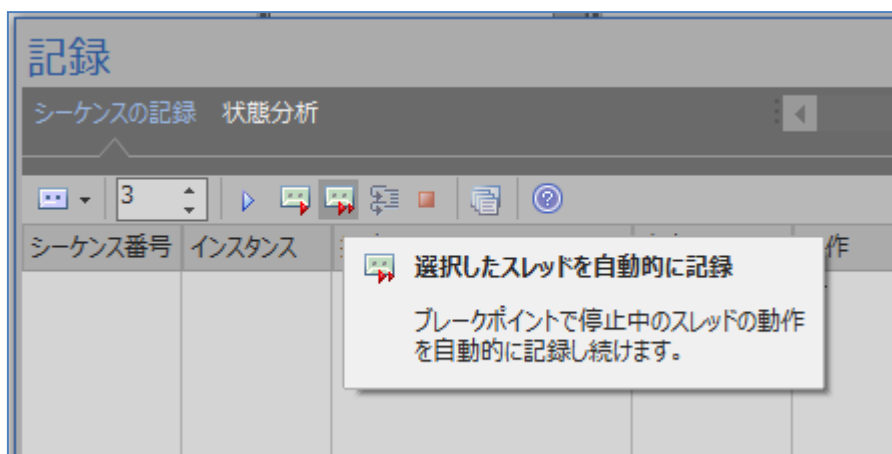 記録
シーケンスの記録 状態分析
3
シーケンス番号 インスタンス 作
選択したスレッドを自動的に記録
ブレークポイントで停止中のスレッドの動作
を自動的に記録し続けます。